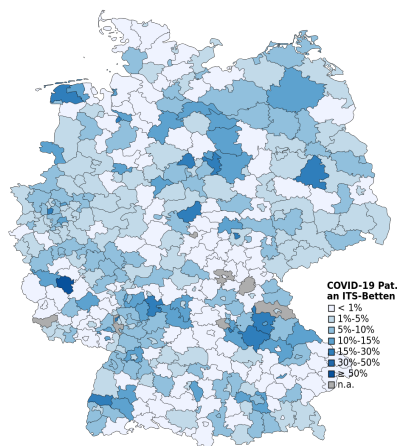 COVID-19 Pat.
an ITS-Betten
< 1%
1%-5%
5%-10%
10%-15%
15%-30%
30%-50%
≥ 50%
n.a.